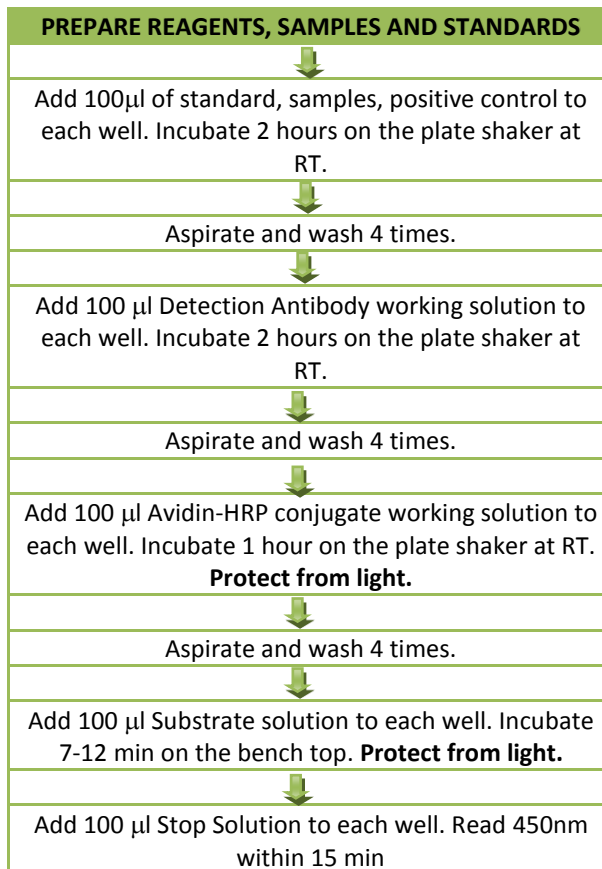 PREPARE REAGENTS, SAMPLES AND STANDARDS
Add 100μl of standard, samples, positive control to
each well. Incubate 2 hours on the plate shaker at
RT.
Aspirate and wash 4 times.
Add 100 μl Detection Antibody working solution to
each well. Incubate 2 hours on the plate shaker at
RT.
Aspirate and wash 4 times.
Add 100 μl Avidin-HRP conjugate working solution to
each well. Incubate 1 hour on the plate shaker at RT.
Protect from light.
Aspirate and wash 4 times.
Add 100 μl Substrate solution to each well. Incubate
7-12 min on the bench top. Protect from light.
Add 100 μl Stop Solution to each well. Read 450nm
within 15 min